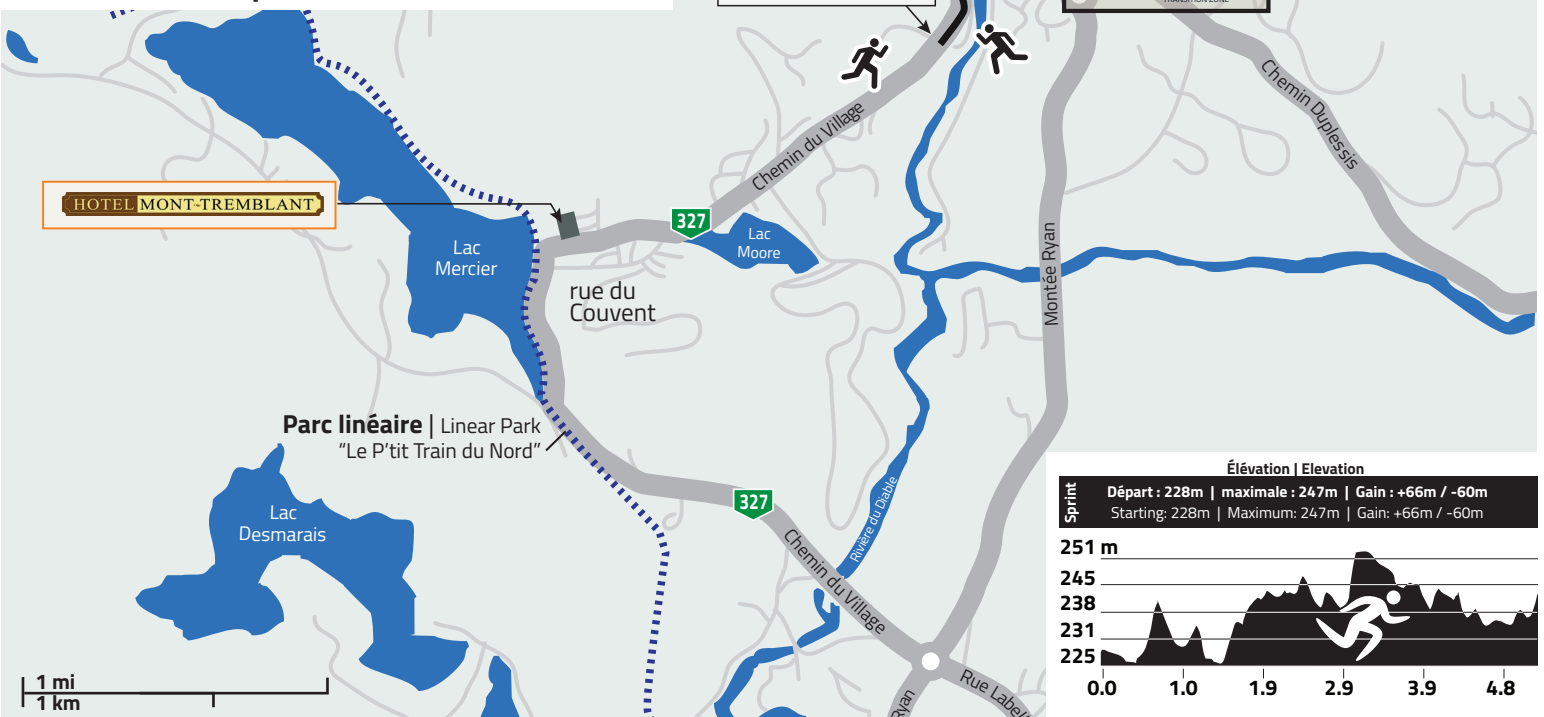 TRANSITION ZONE
Chemin Duplessis
Chemin du Village
HOTEL MONT-TREMBLANT
327
Lac
Moore
Lac
Mercier
Montée Ryan
rue du
Couvent
Parc linéaire | Linear Park
“Le P'tit Train du Nord”
327
Lac
Desmarais
Rivière du Diable
Chemin du Village
Ryan
Élévation | Elevation
Sprint
Départ : 228m | maximale : 247m | Gain : +66m / -60m
Starting: 228m | Maximum: 247m | Gain: +66m / -60m
251 m
245
238
231
225
0.0 1.0 1.9 2.9 3.9 4.8
1 mi
1 km